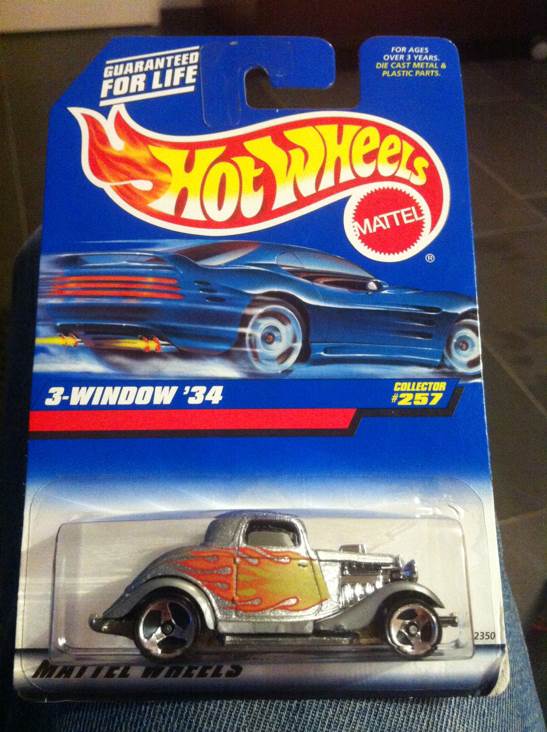 GUARANTEED
FOR LIFE
FOR AGES
OVER 3 YEARS.
DIE CAST METAL &
PLASTIC PARTS.
HOT WHEELS
MATTEL
®
3-WINDOW '34
COLLECTOR
#257
2350
MATTEL WHEELS